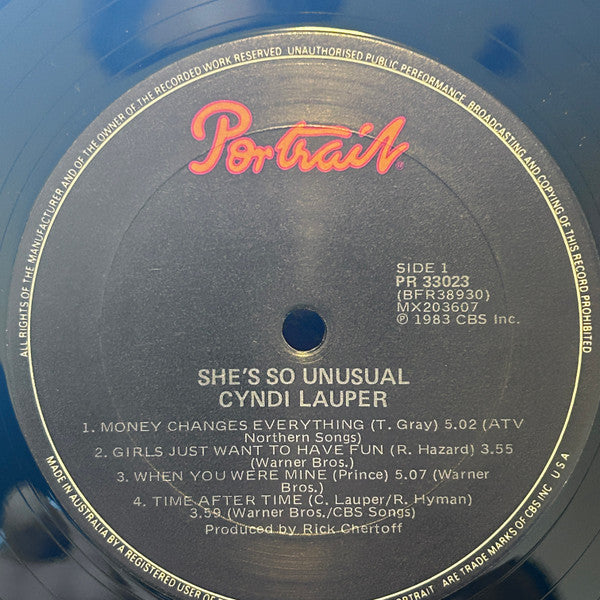 ALL RIGHTS OF THE MANUFACTURER AND OF THE OWNER OF THE RECORDED WORK RESERVED. UNAUTHORISED PUBLIC PERFORMANCE, BROADCASTING AND COPYING OF THIS RECORD PROHIBITED
Portrait
SIDE 1
PR 33023
(BFR38930)
MX203607
℗ 1983 CBS Inc.
SHE'S SO UNUSUAL
CYNDI LAUPER
1. MONEY CHANGES EVERYTHING (T. Gray) 5.02 (ATV
Northern Songs)
2. GIRLS JUST WANT TO HAVE FUN (R. Hazard) 3.55
(Warner Bros.)
3. WHEN YOU WERE MINE (Prince) 5.07 (Warner
Bros.)
4. TIME AFTER TIME (C. Lauper/R. Hyman)
3.59 (Warner Bros./CBS Songs)
Produced by Rick Chertoff
MADE IN AUSTRALIA BY A REGISTERED USER
PORTRAIT ARE TRADE MARKS OF CBS INC U S A